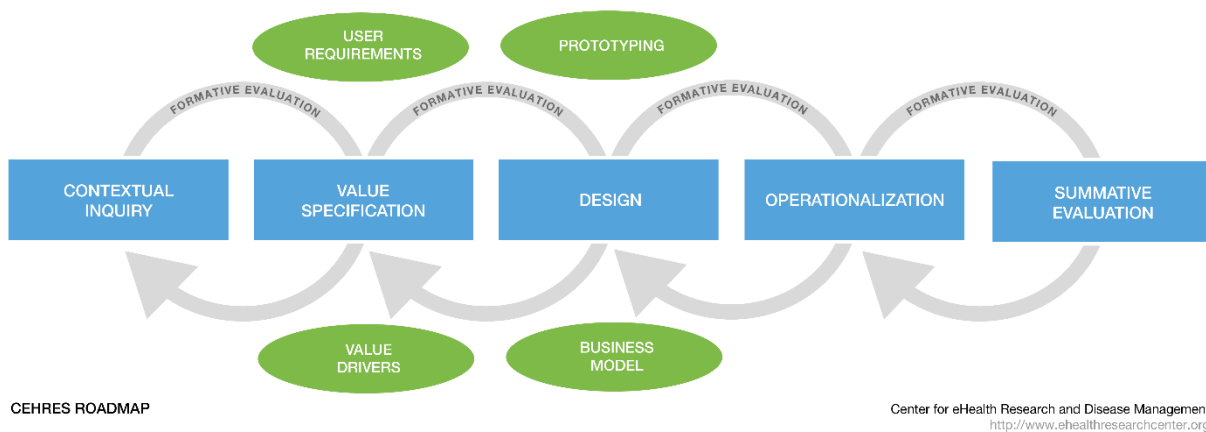 USER
REQUIREMENTS
PROTOTYPING
FORMATIVE EVALUATION
FORMATIVE EVALUATION
FORMATIVE EVALUATION
FORMATIVE EVALUATION
CONTEXTUAL
INQUIRY
VALUE
SPECIFICATION
DESIGN
OPERATIONALIZATION
SUMMATIVE
EVALUATION
VALUE
DRIVERS
BUSINESS
MODEL
CEHRES ROADMAP
Center for eHealth Research and Disease Management
http://www.ehealthresearchcenter.org